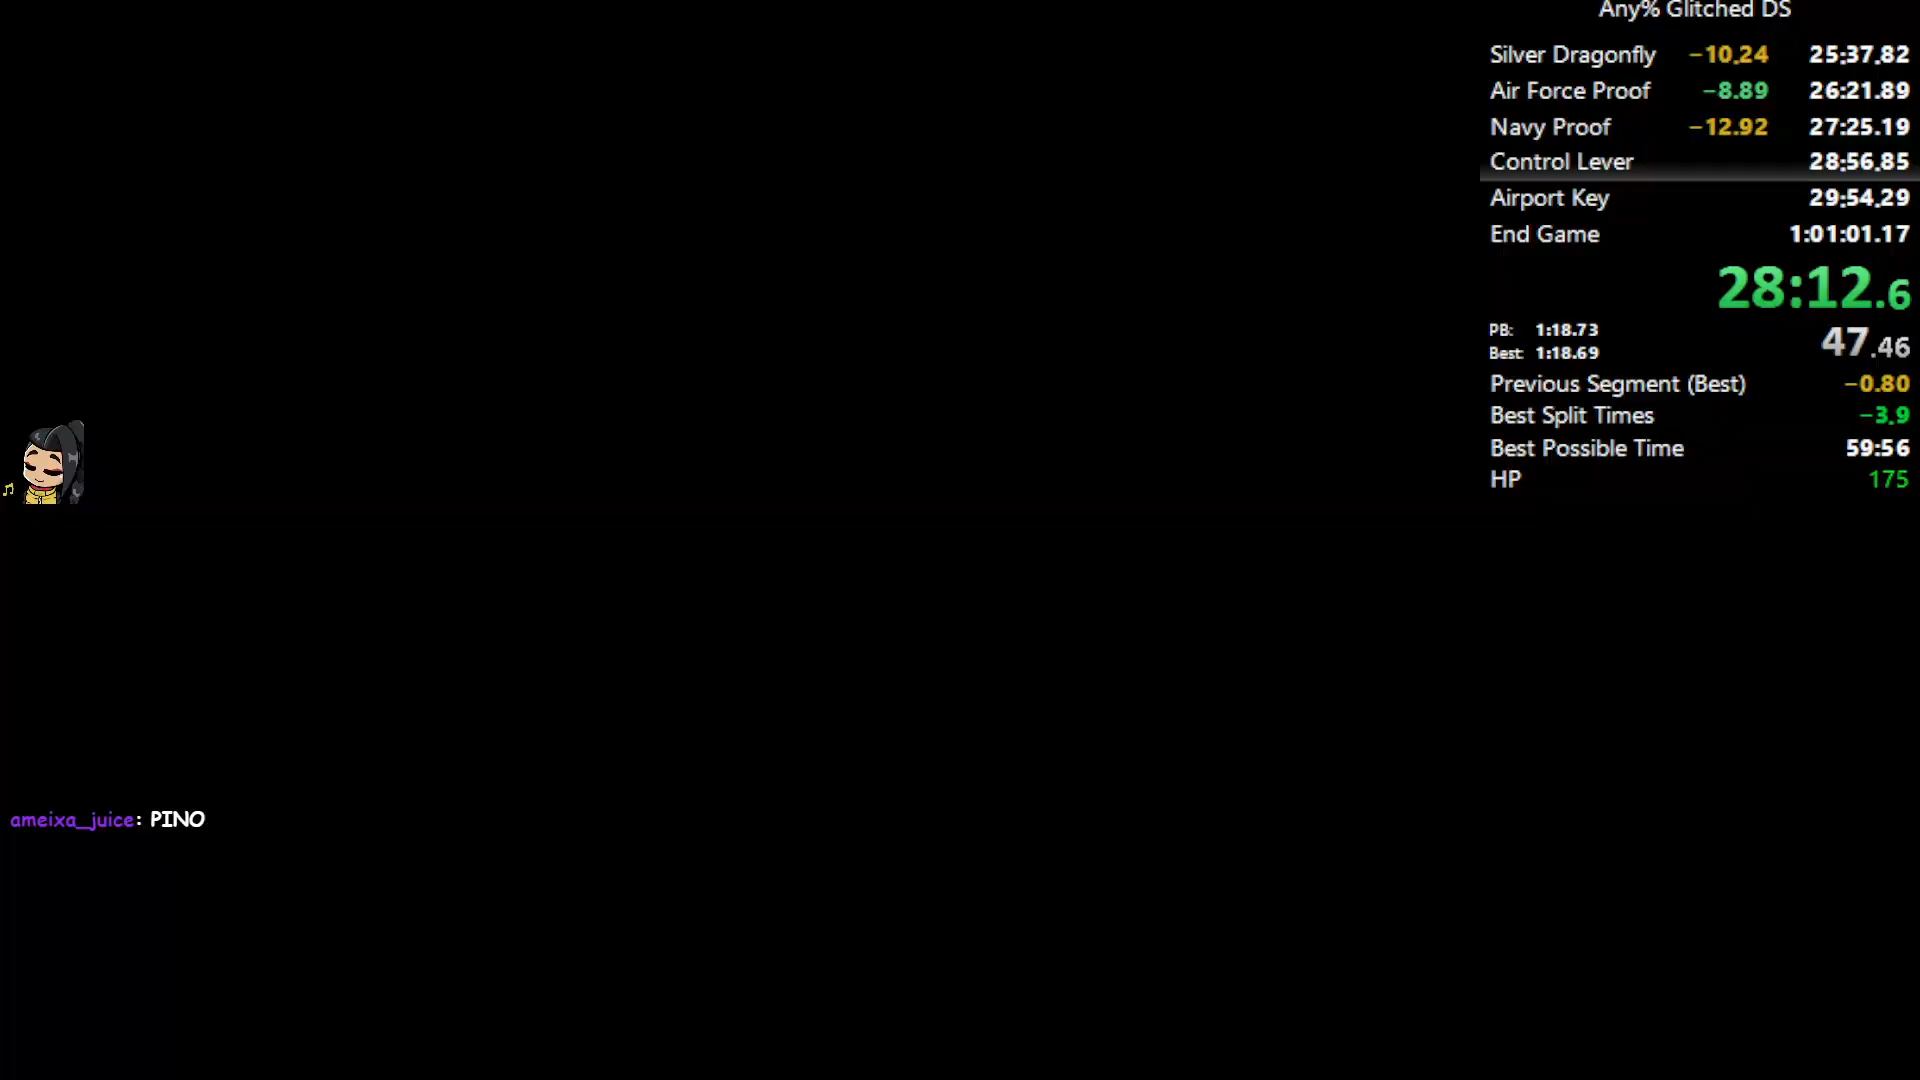 Any% Glitched DS
Silver Dragonfly −10.24 25:37.82
Air Force Proof −8.89 26:21.89
Navy Proof −12.92 27:25.19
Control Lever 28:56.85
Airport Key 29:54.29
End Game 1:01:01.17
28:12.6
PB: 1:18.73
47.46
Best: 1:18.69
Previous Segment (Best) −0.80
Best Split Times −3.9
Best Possible Time 59:56
HP 175
ameixa_juice: PINO